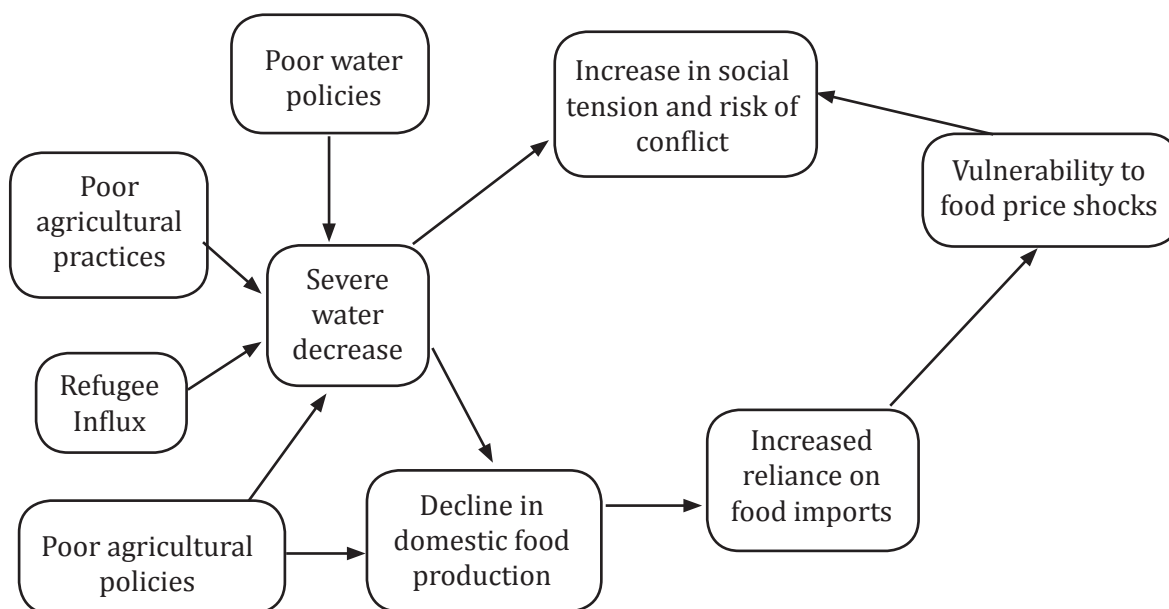 Poor water
policies
Increase in social
tension and risk of
conflict
Vulnerability to
food price shocks
Poor
agricultural
practices
Severe
water
decrease
Refugee
Influx
Increased
reliance on
food imports
Decline in
domestic food
production
Poor agricultural
policies